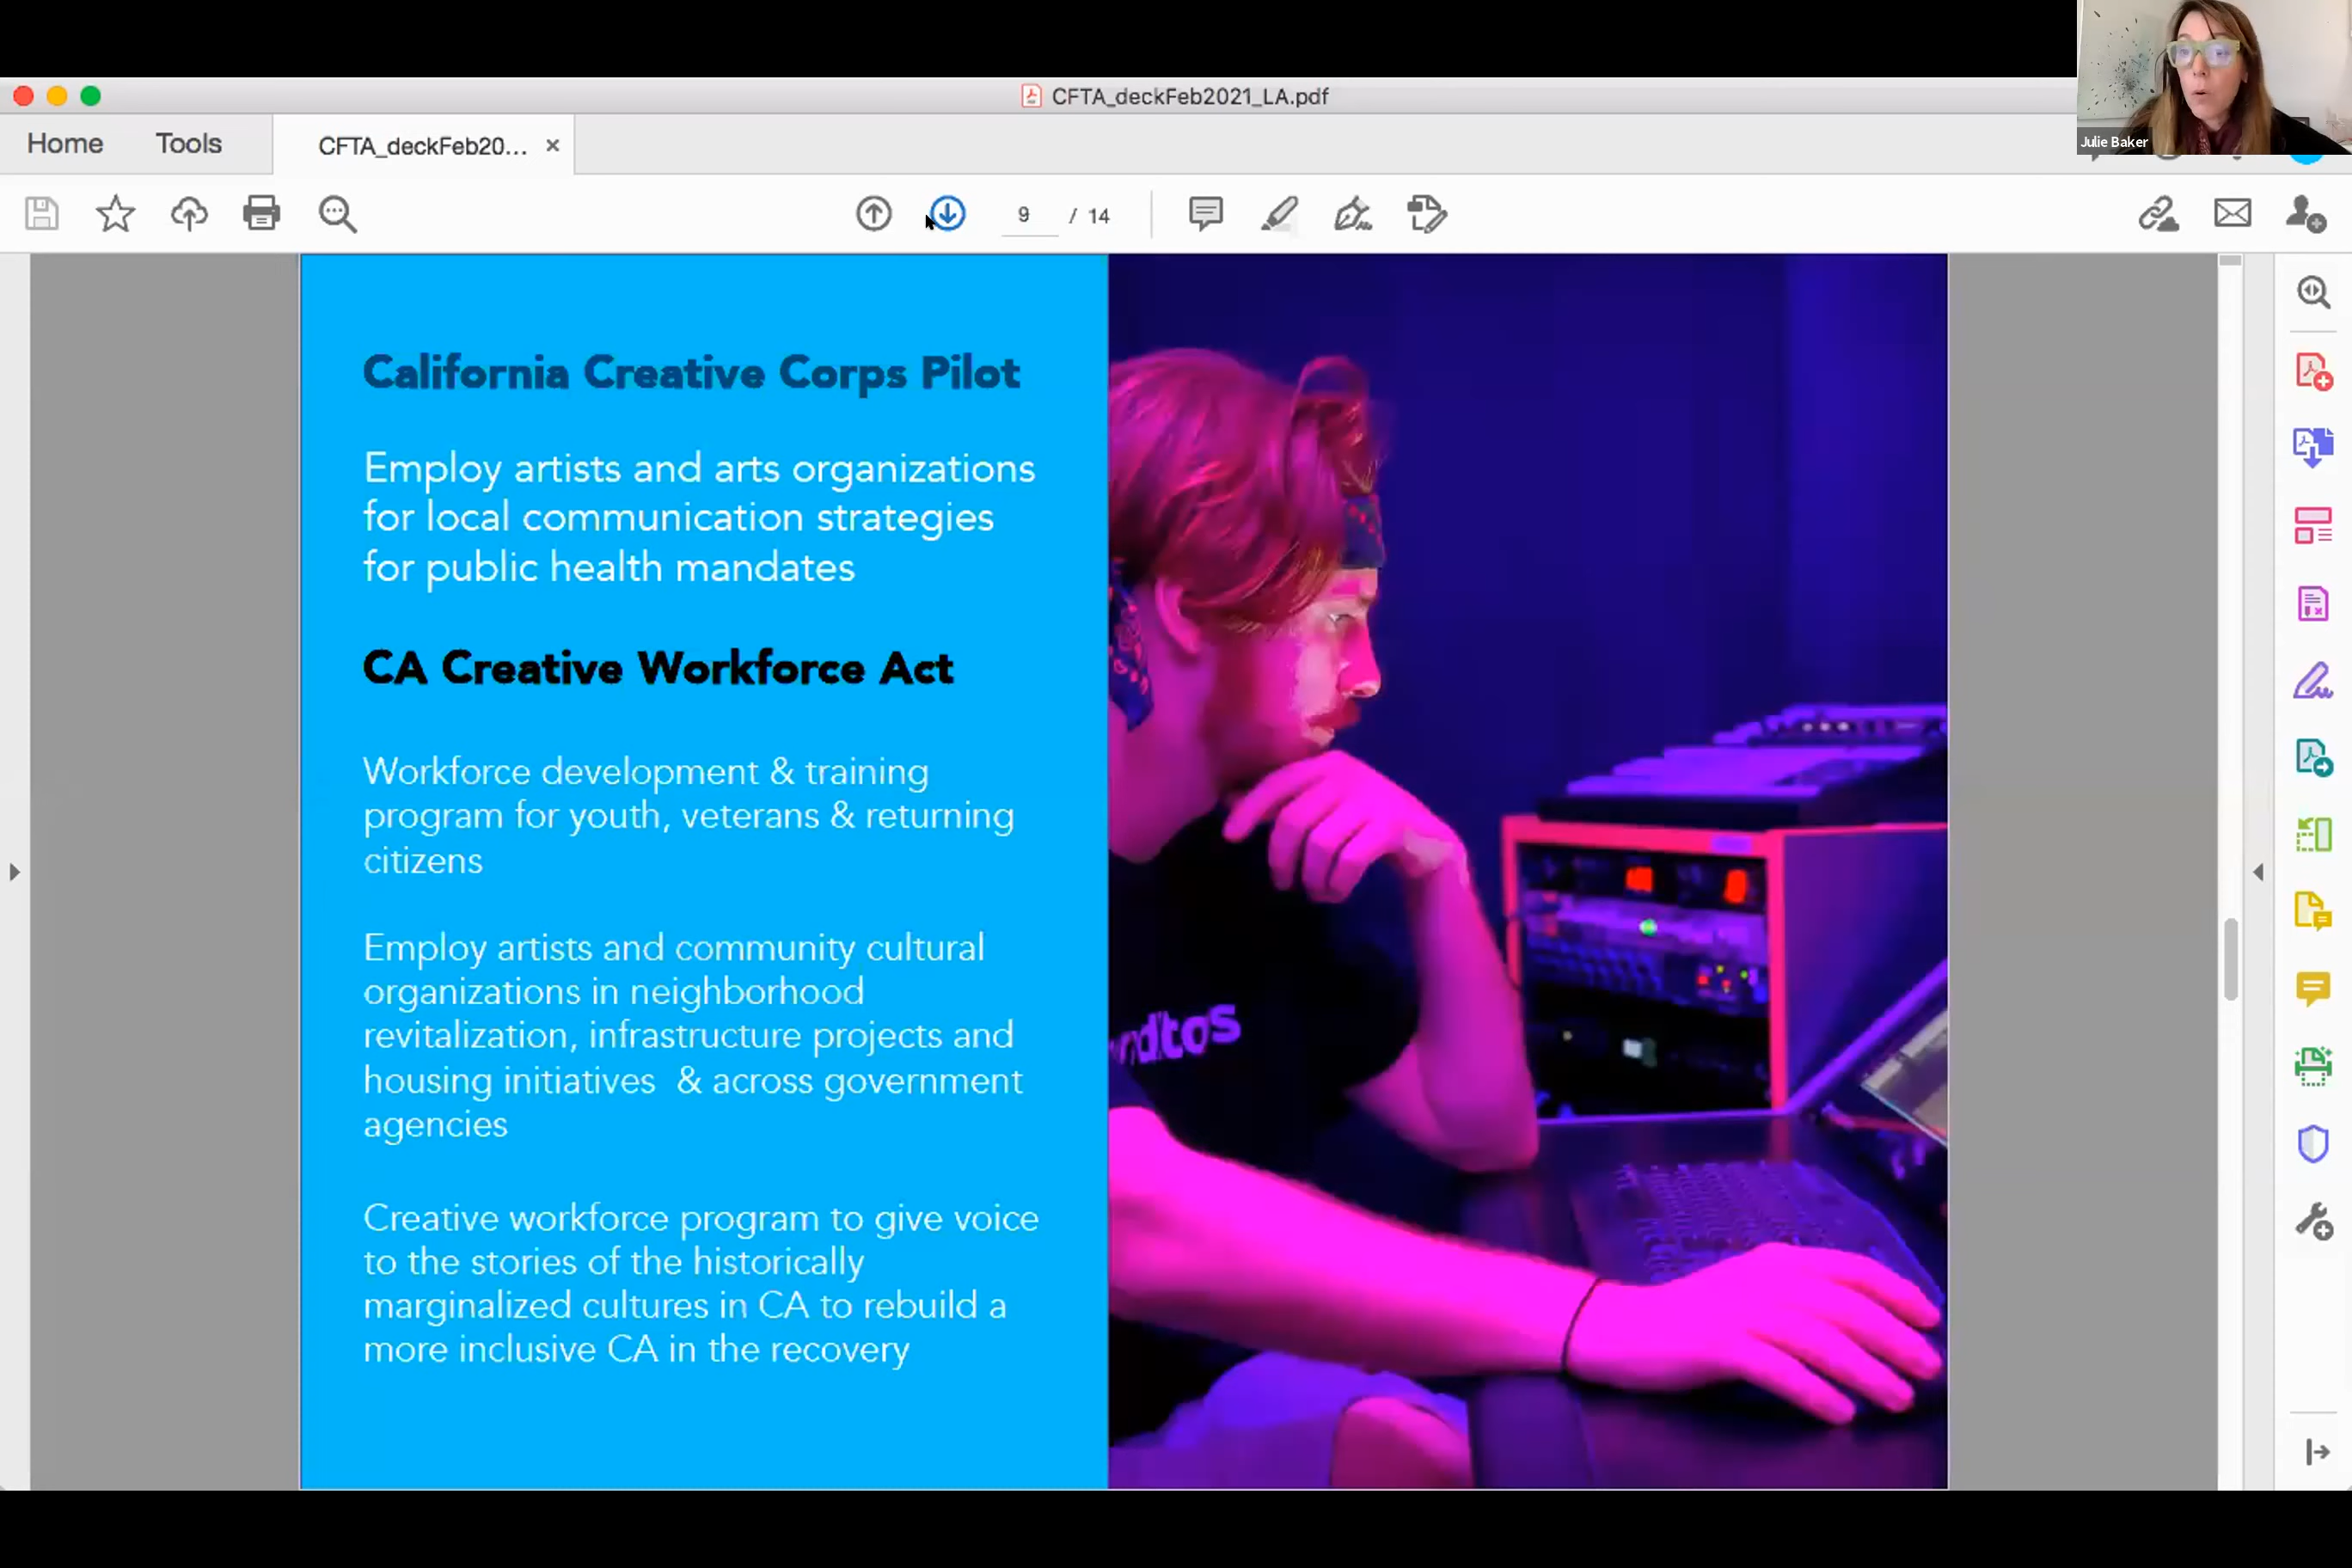 CFTA_deckFeb2021_LA.pdf
Julie Baker
Home
Tools
CFTA_deckFeb20...
9 / 14
California Creative Corps Pilot
Employ artists and arts organizations
for local communication strategies
for public health mandates
CA Creative Workforce Act
Workforce development & training
program for youth, veterans & returning
citizens
Employ artists and community cultural
organizations in neighborhood
revitalization, infrastructure projects and
housing initiatives & across government
agencies
Creative workforce program to give voice
to the stories of the historically
marginalized cultures in CA to rebuild a
more inclusive CA in the recovery